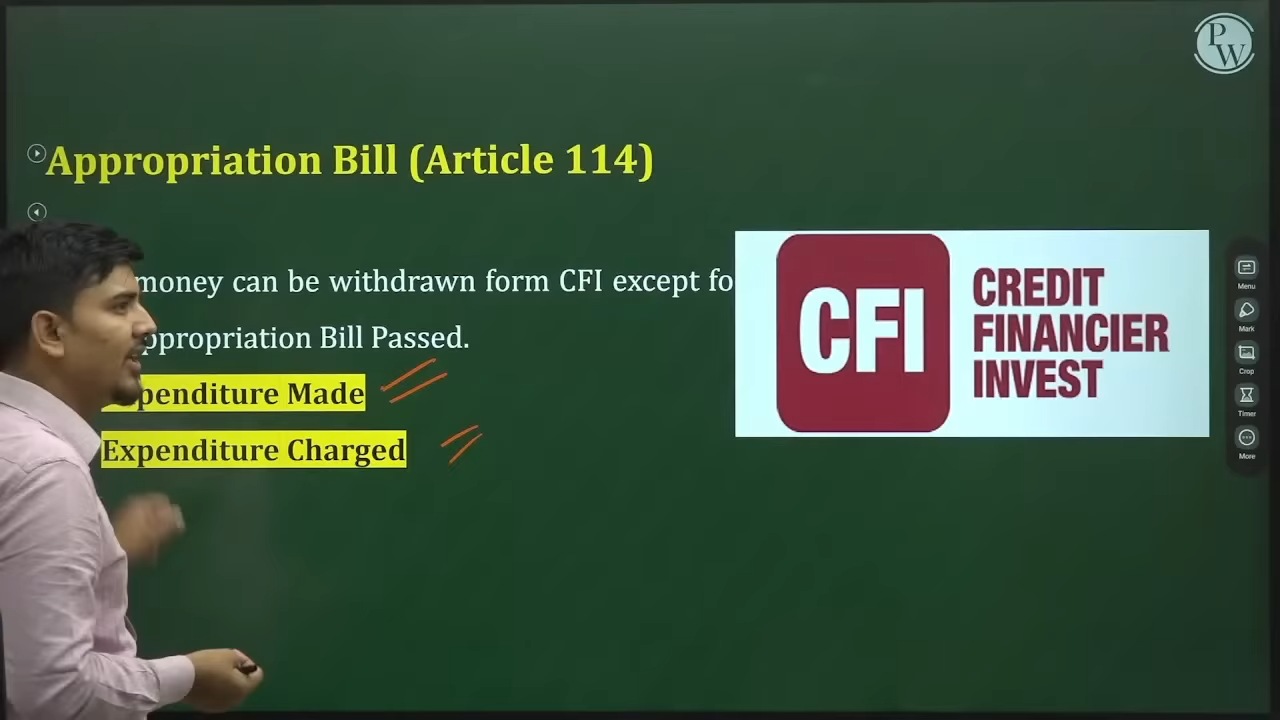 PW
Appropriation Bill (Article 114)
money can be withdrawn form CFI except fo
ppropriation Bill Passed.
penditure Made
Expenditure Charged
CFI
CREDIT
FINANCIER
INVEST
Menu
Mark
Crop
Timer
More